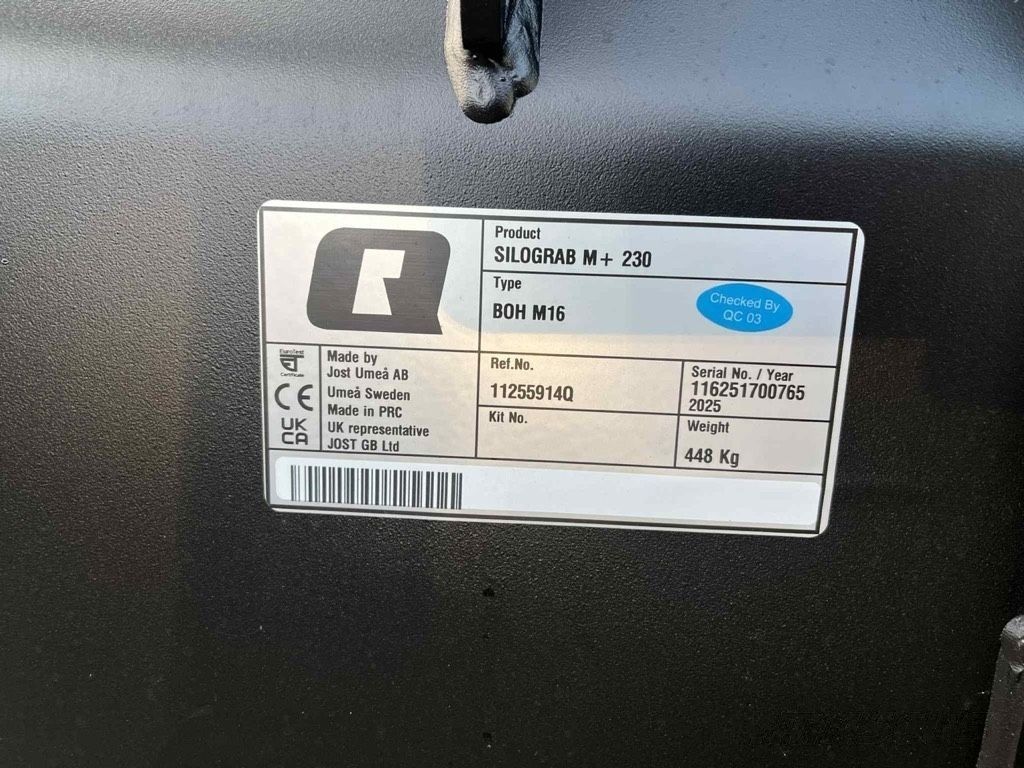 Product
SILOGRAB M+ 230
Type
BOH M16
Checked By
QC 03
EuroTest
Certificate
CE
UK
CA
Made by
Jost Umeå AB
Umeå Sweden
Made in PRC
UK representative
JOST GB Ltd
Ref.No.
11255914Q
Kit No.
Serial No. / Year
116251700765
2025
Weight
448 Kg